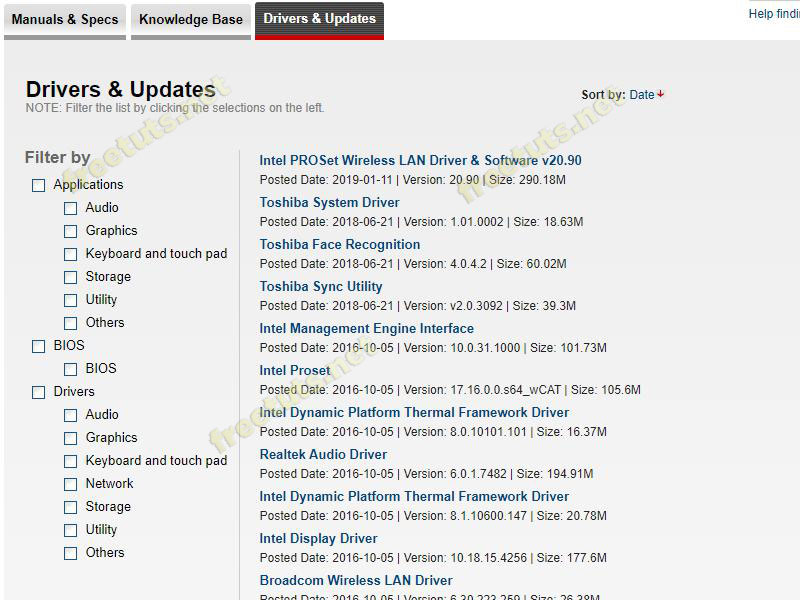 Manuals & Specs
Knowledge Base
Drivers & Updates
Help findi
Drivers & Updates
NOTE: Filter the list by clicking the selections on the left.
Sort by: Date
Filter by
Applications
Audio
Graphics
Keyboard and touch pad
Storage
Utility
Others
BIOS
BIOS
Drivers
Audio
Graphics
Keyboard and touch pad
Network
Storage
Utility
Others
Intel PROSet Wireless LAN Driver & Software v20.90
Posted Date: 2019-01-11 | Version: 20.90 | Size: 290.18M
Toshiba System Driver
Posted Date: 2018-06-21 | Version: 1.01.0002 | Size: 18.63M
Toshiba Face Recognition
Posted Date: 2018-06-21 | Version: 4.0.4.2 | Size: 60.02M
Toshiba Sync Utility
Posted Date: 2018-06-21 | Version: v2.0.3092 | Size: 39.3M
Intel Management Engine Interface
Posted Date: 2016-10-05 | Version: 10.0.31.1000 | Size: 101.73M
Intel Proset
Posted Date: 2016-10-05 | Version: 17.16.0.0.s64_wCAT | Size: 105.6M
Intel Dynamic Platform Thermal Framework Driver
Posted Date: 2016-10-05 | Version: 8.0.10101.101 | Size: 16.37M
Realtek Audio Driver
Posted Date: 2016-10-05 | Version: 6.0.1.7482 | Size: 194.91M
Intel Dynamic Platform Thermal Framework Driver
Posted Date: 2016-10-05 | Version: 8.1.10600.147 | Size: 20.78M
Intel Display Driver
Posted Date: 2016-10-05 | Version: 10.18.15.4256 | Size: 177.6M
Broadcom Wireless LAN Driver
Posted Date: 2016-10-05 | Version: 6.30.223.259 | Size: 26.38M
freetuts.net
freetuts.net
freetuts.net